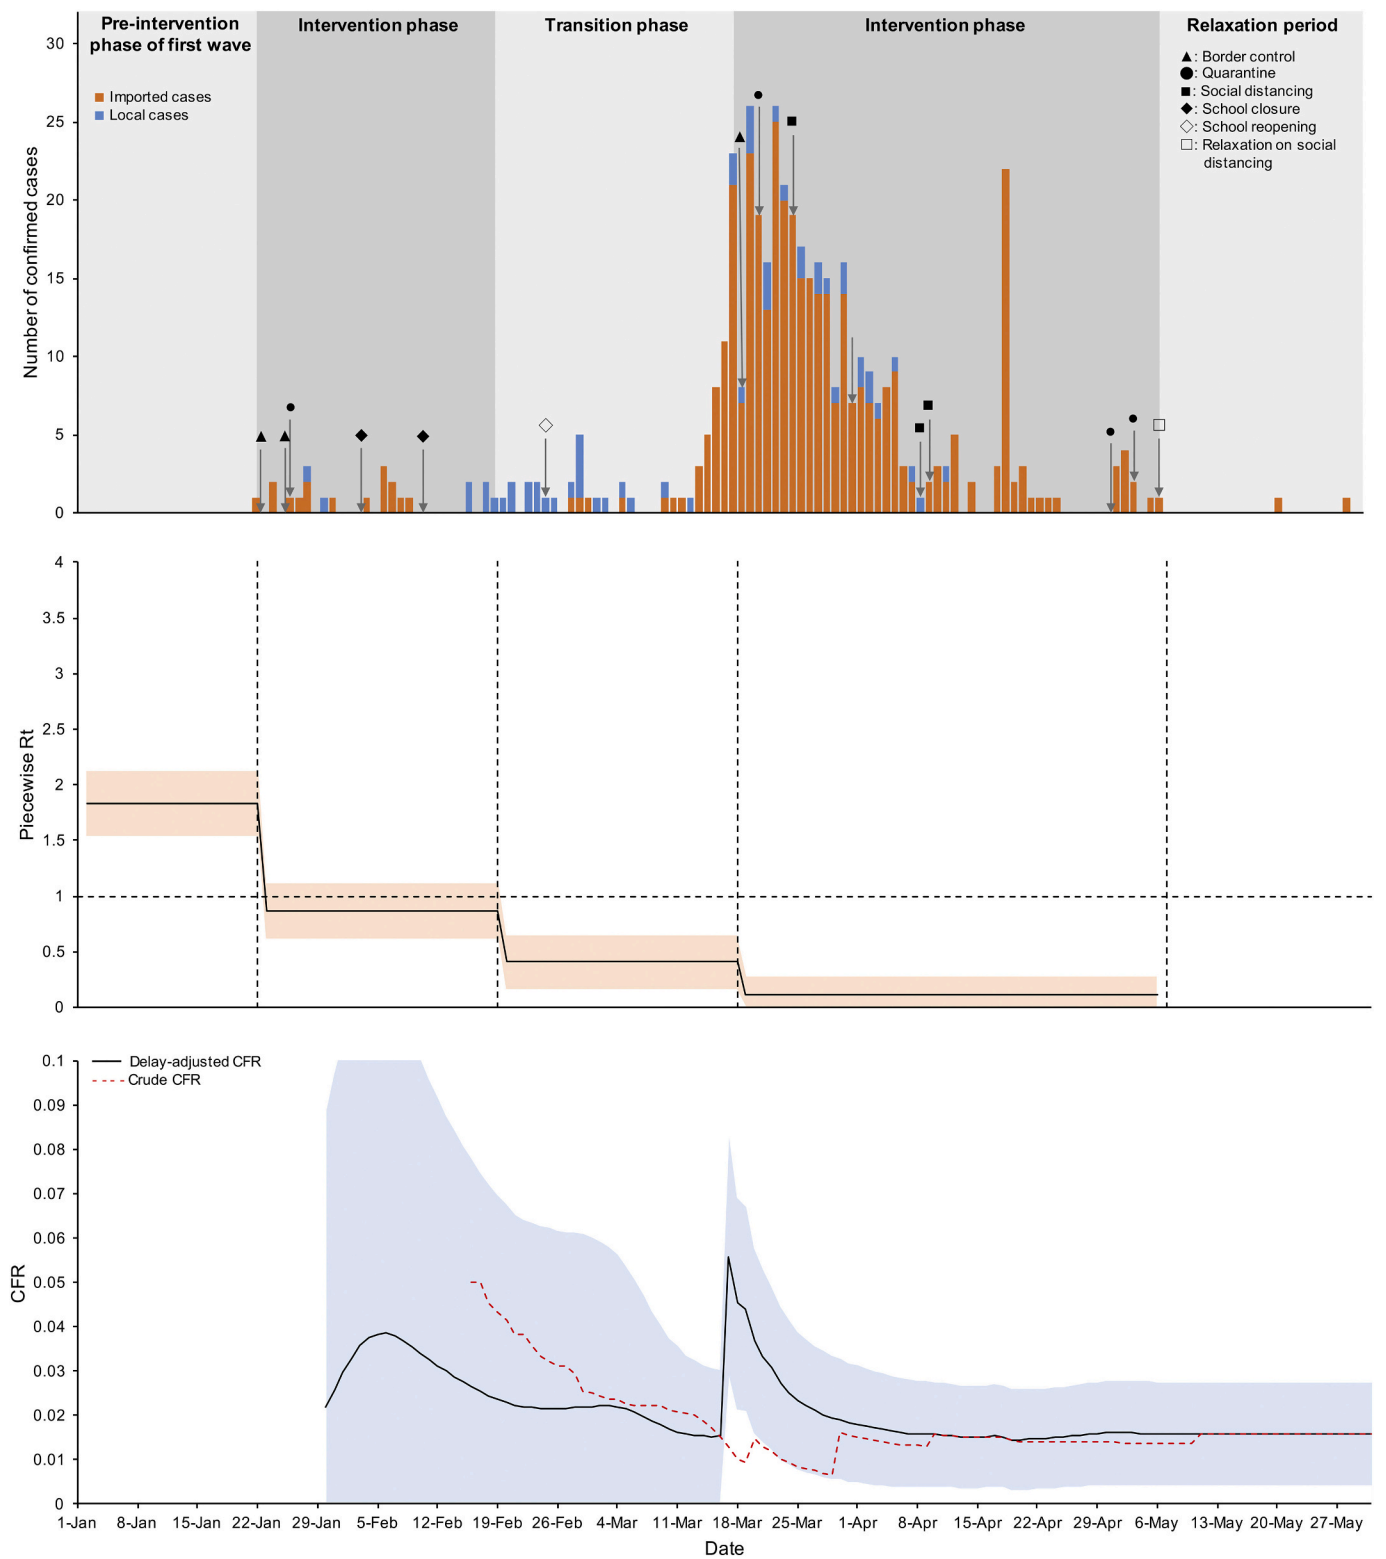 Pre-intervention
phase of first wave
Intervention phase
Transition phase
Intervention phase
Relaxation period
Imported cases
Local cases
▲: Border control
●: Quarantine
■: Social distancing
◆: School closure
◇: School reopening
□: Relaxation on social
distancing
Number of confirmed cases
30
25
20
15
10
5
0
Piecewise Rt
4
3.5
3
2.5
2
1.5
1
0.5
0
Delay-adjusted CFR
Crude CFR
CFR
0.1
0.09
0.08
0.07
0.06
0.05
0.04
0.03
0.02
0.01
0
1-Jan 8-Jan 15-Jan 22-Jan 29-Jan 5-Feb 12-Feb 19-Feb 26-Feb 4-Mar 11-Mar 18-Mar 25-Mar 1-Apr 8-Apr 15-Apr 22-Apr 29-Apr 6-May 13-May 20-May 27-May
Date